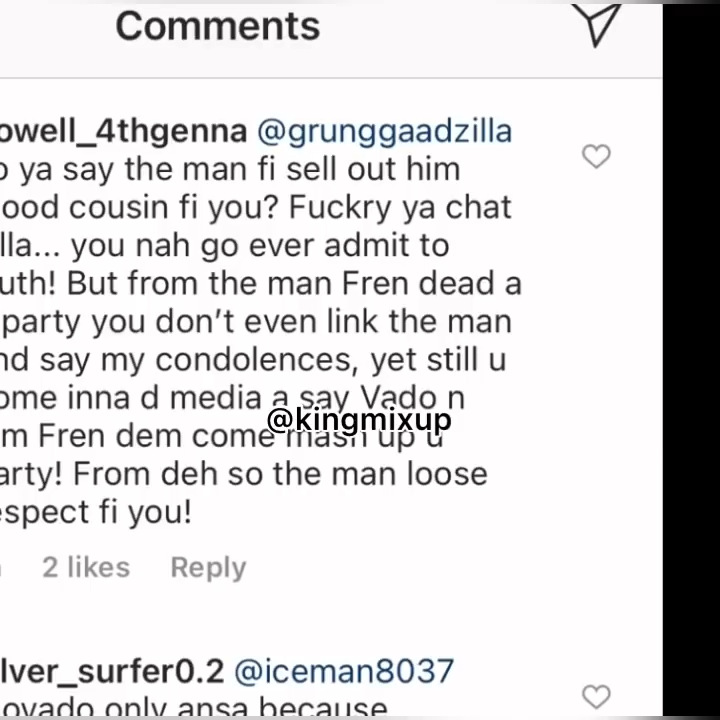 Comments
owell_4thgenna @grunggaadzilla
o ya say the man fi sell out him
ood cousin fi you? Fuckry ya chat
lla... you nah go ever admit to
uth! But from the man Fren dead a
party you don't even link the man
nd say my condolences, yet still u
ome inna d media a say Vado n
@kingmixup
m Fren dem come mash up u
arty! From deh so the man loose
espect fi you!
2 likes Reply
lver_surfer0.2 @iceman8037
ovado only ansa because